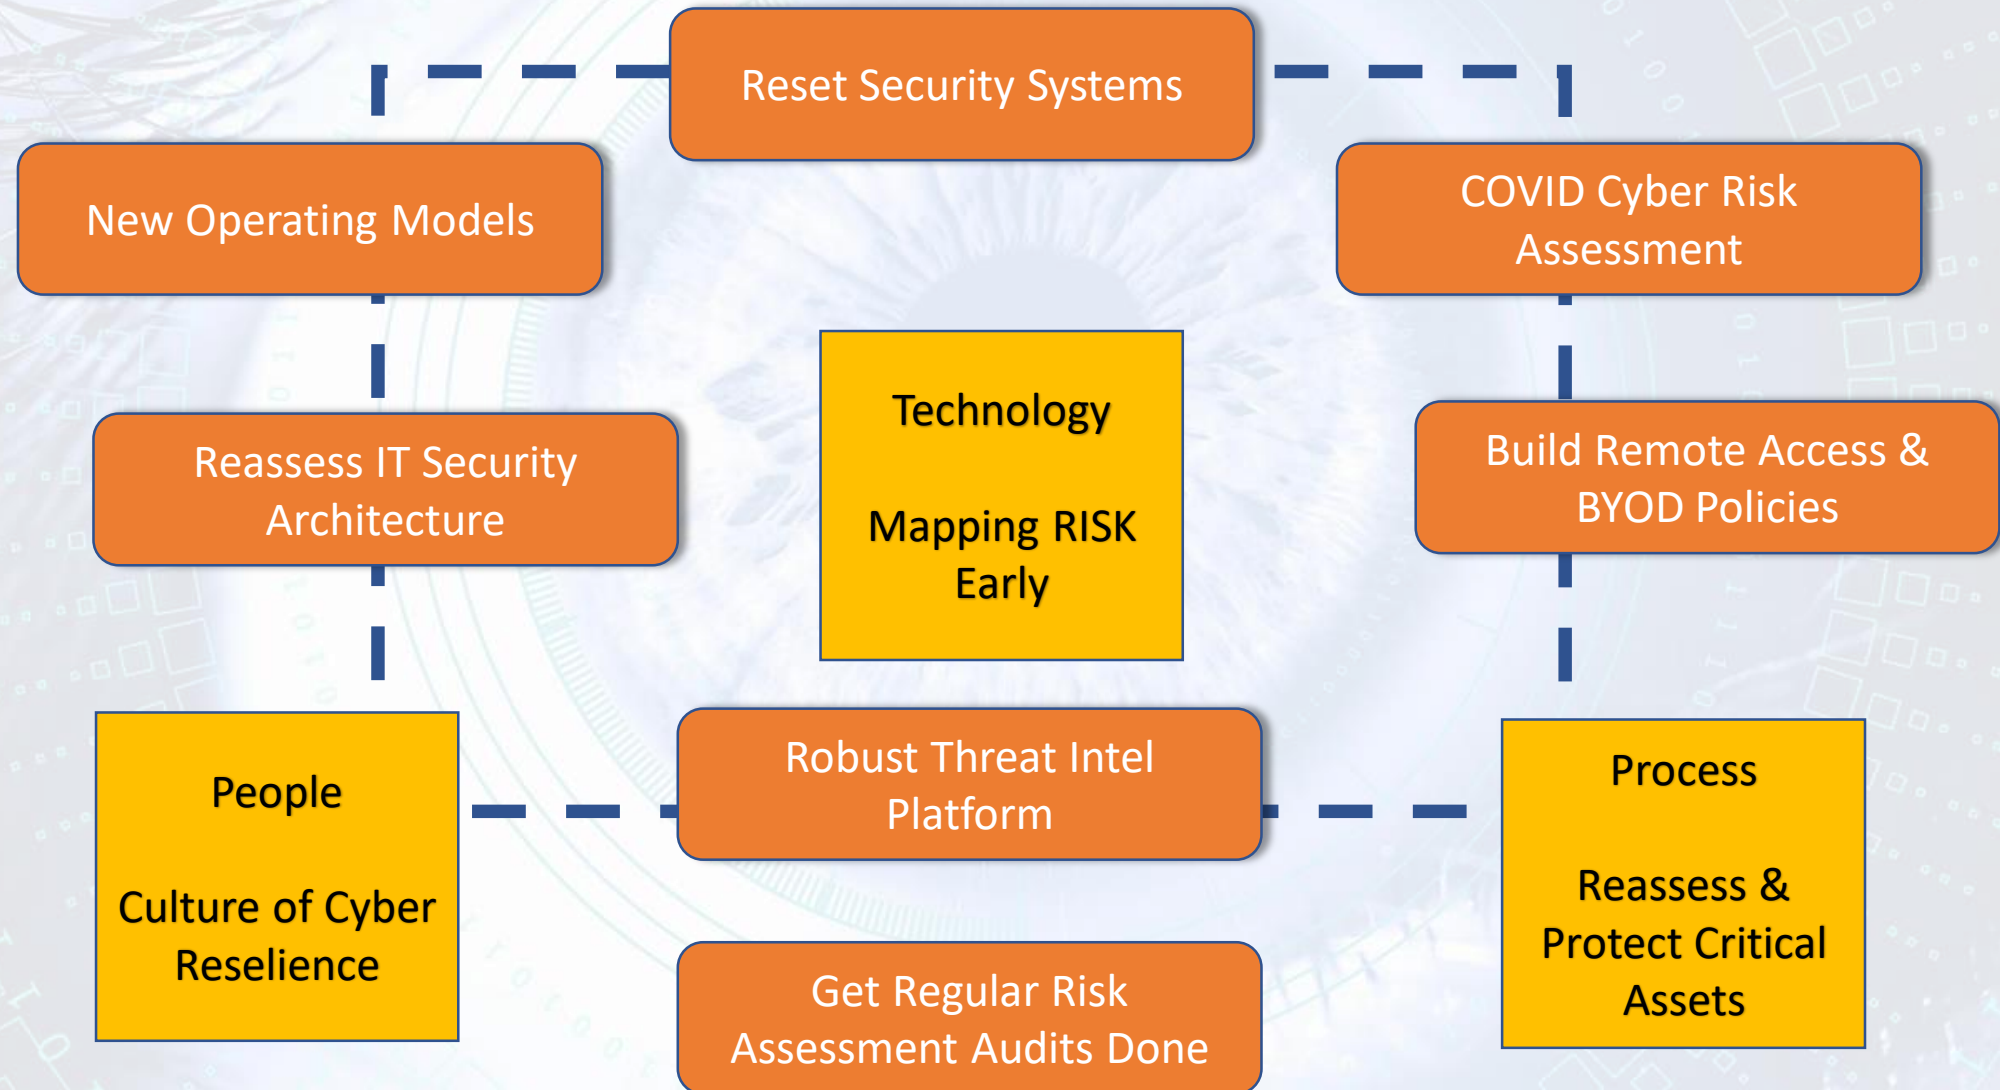 Reset Security Systems
New Operating Models
COVID Cyber Risk
Assessment
Technology
Mapping RISK
Early
Reassess IT Security
Architecture
Build Remote Access &
BYOD Policies
People
Culture of Cyber
Reselience
Robust Threat Intel
Platform
Process
Reassess &
Protect Critical
Assets
Get Regular Risk
Assessment Audits Done